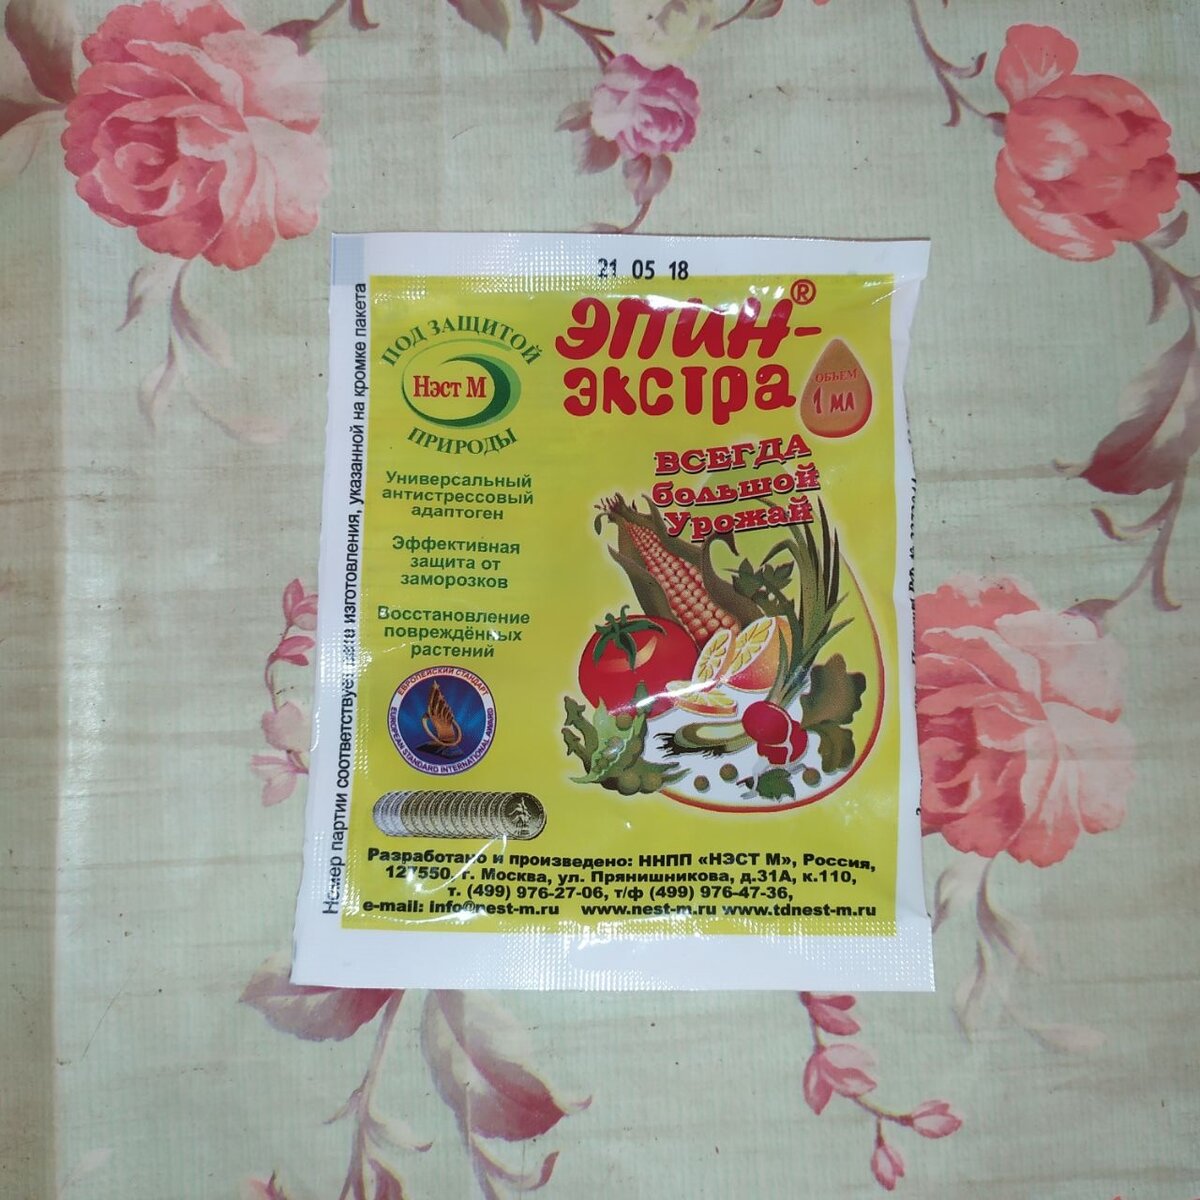 21 05 18
ПОД ЗАЩИТОЙ
Нэст М
ПРИРОДЫ
ЭПИН®-
экстра
ОБЪЕМ
1 мл
ВСЕГДА
большой
Урожай
Универсальный
антистрессовый
адаптоген
Эффективная
защита от
заморозков
Восстановление
повреждённых
растений
ЕВРОПЕЙСКИЙ СТАНДАРТ
EUROPEAN STANDARD INTERNATIONAL AWARD
Разработано и произведено: ННПП «НЭСТ М», Россия,
127550, г. Москва, ул. Прянишникова, д.31А, к.110,
т. (499) 976-27-06, т/ф (499) 976-47-36,
e-mail: info@nest-m.ru www.nest-m.ru www.tdnest-m.ru
Номер партии соответствует дате изготовления, указанной на кромке пакета